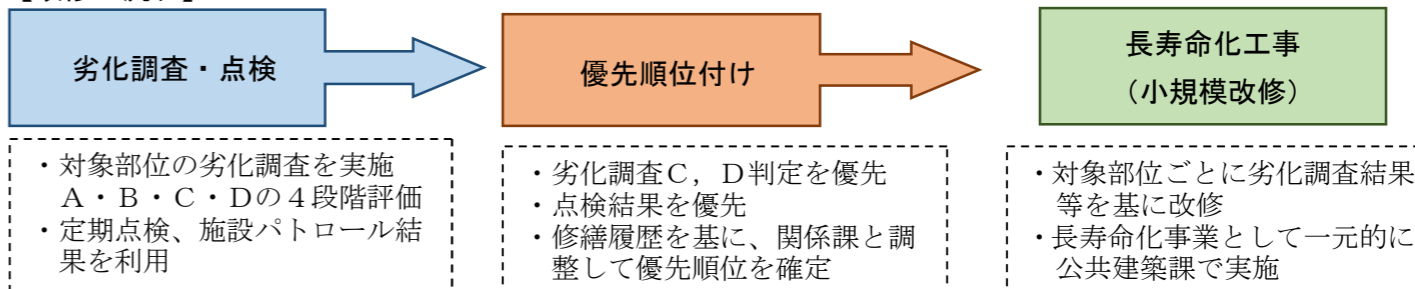 劣化調査・点検
優先順位付け
長寿命化工事
（小規模改修）
・対象部位の劣化調査を実施
A・B・C・Dの４段階評価
・定期点検、施設パトロール結
果を利用
・劣化調査C，D判定を優先
・点検結果を優先
・修繕履歴を基に、関係課と調
整して優先順位を確定
・対象部位ごとに劣化調査結果
等を基に改修
・長寿命化事業として一元的に
公共建築課で実施